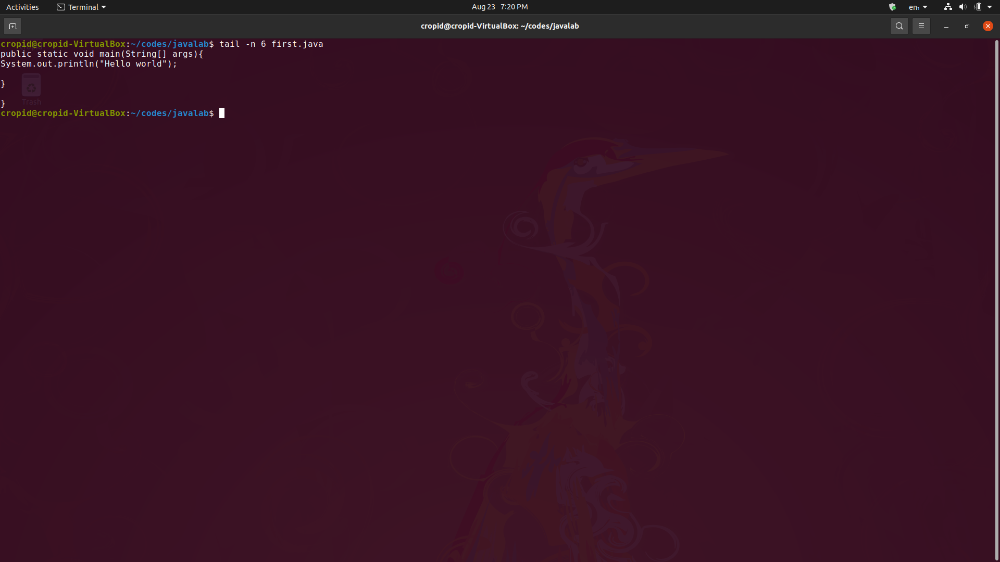 Activities Terminal Aug 23 7:20 PM en₁
cropid@cropid-VirtualBox: ~/codes/javalab
cropid@cropid-VirtualBox:~/codes/javalab$ tail -n 6 first.java
public static void main(String[] args){
System.out.println("Hello world");
}
Trash
}
cropid@cropid-VirtualBox:~/codes/javalab$